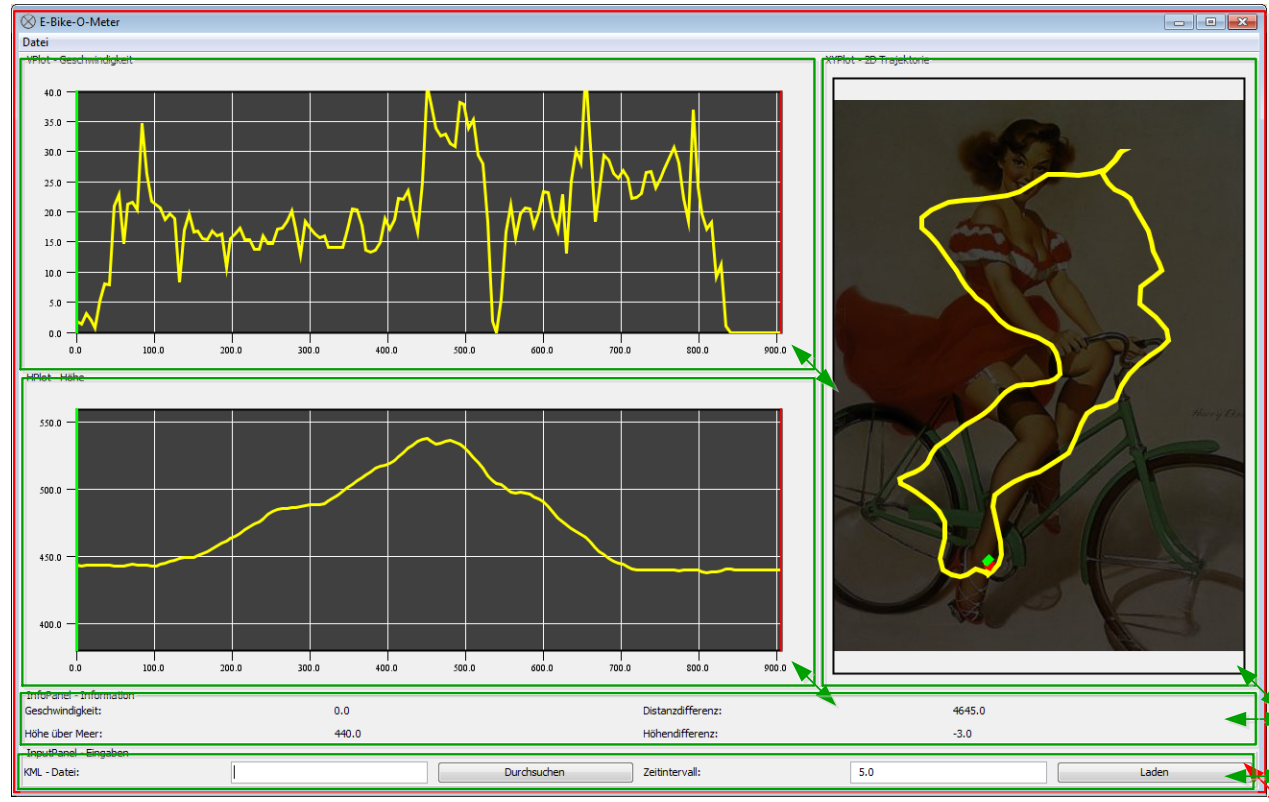 E-Bike-O-Meter
Datei
VPlot - Geschwindigkeit
40.0
35.0
30.0
25.0
20.0
15.0
10.0
5.0
0.0
0.0 100.0 200.0 300.0 400.0 500.0 600.0 700.0 800.0 900.0
XYPlot - 2D Trajektorie
HPlot - Höhe
550.0
500.0
450.0
400.0
0.0 100.0 200.0 300.0 400.0 500.0 600.0 700.0 800.0 900.0
InfoPanel - Information
Geschwindigkeit: 0.0 Distanzdifferenz: 4645.0
Höhe über Meer: 440.0 Höhendifferenz: -3.0
InputPanel - Eingaben
KML - Datei: Durchsuchen Zeitintervall: 5.0 Laden